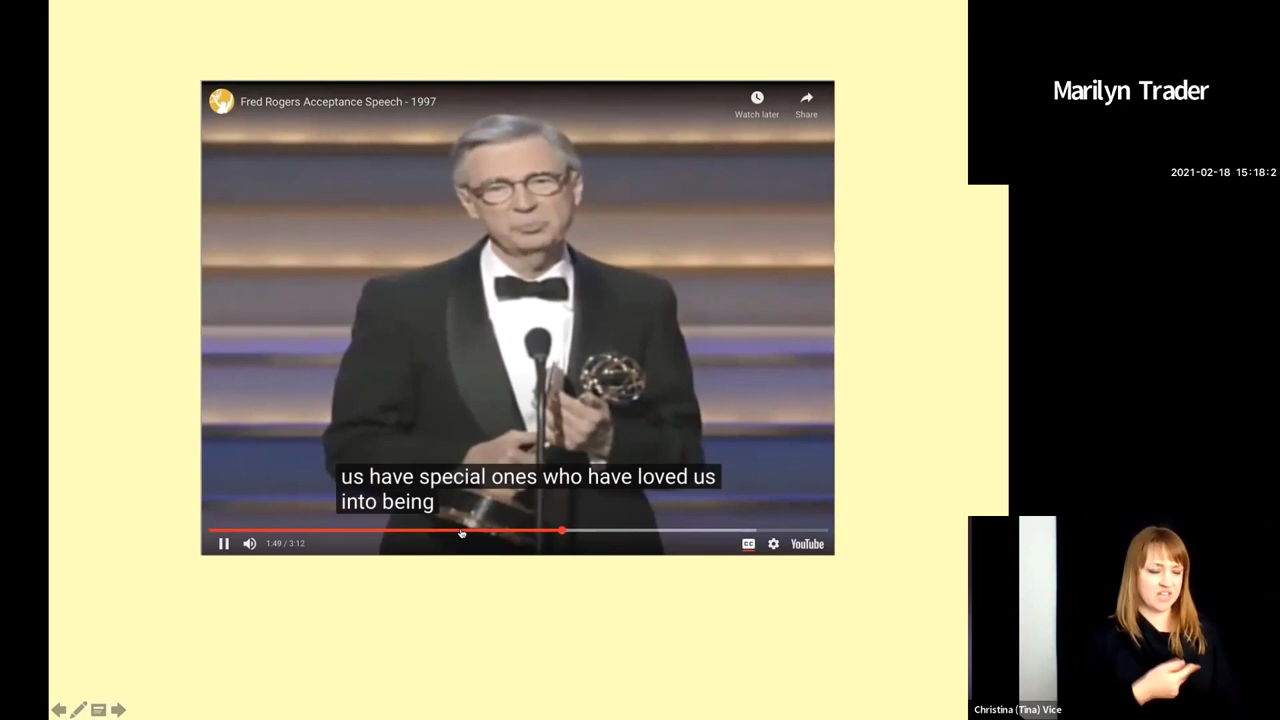 Fred Rogers Acceptance Speech - 1997
Watch later
Share
Marilyn Trader
2021-02-18 15:18:2
us have special ones who have loved us
into being
1:49 / 3:12
CC
YouTube
Christina (Tina) Vice